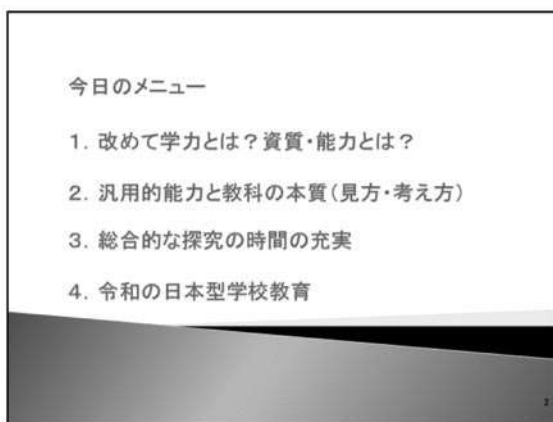 今日のメニュー
1．改めて学力とは？資質・能力とは？
2．汎用的能力と教科の本質（見方・考え方）
3．総合的な探究の時間の充実
4．令和の日本型学校教育
2